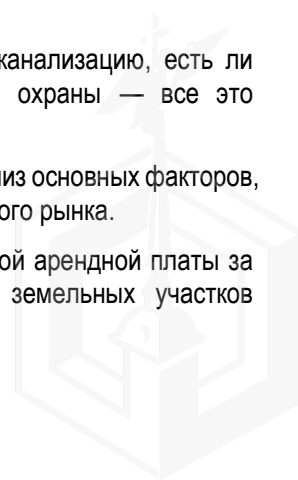 канализацию, есть ли
охраны — все это
из основных факторов,
ого рынка.
ой арендной платы за
земельных участков